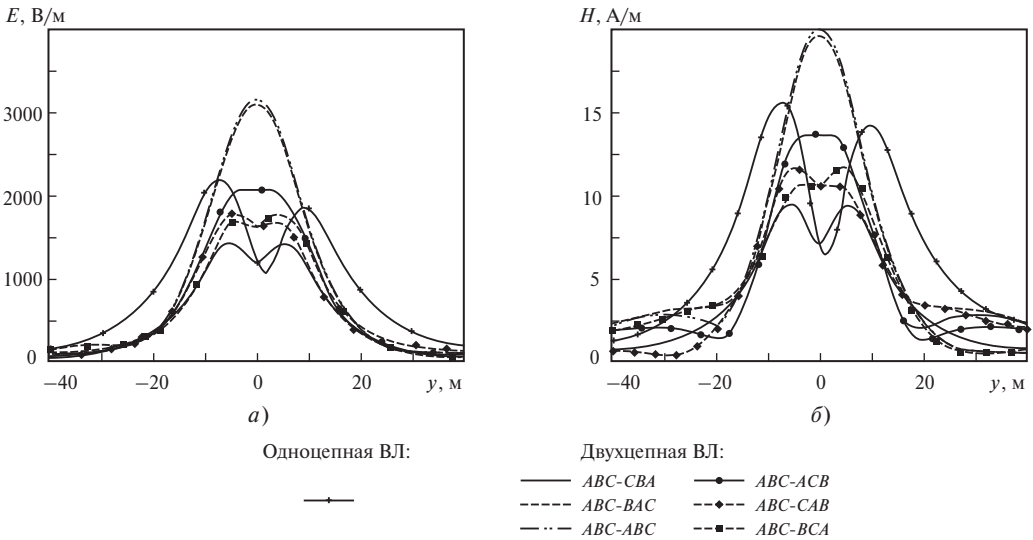 E, В/м
3000
2000
1000
0
−40
−20
0
20
y, м
а)
H, А/м
15
10
5
0
−40
−20
0
20
y, м
б)
Одноцепная ВЛ:
Двухцепная ВЛ:
ABC-CBA
ABC-ACB
ABC-BAC
ABC-CAB
ABC-ABC
ABC-BCA